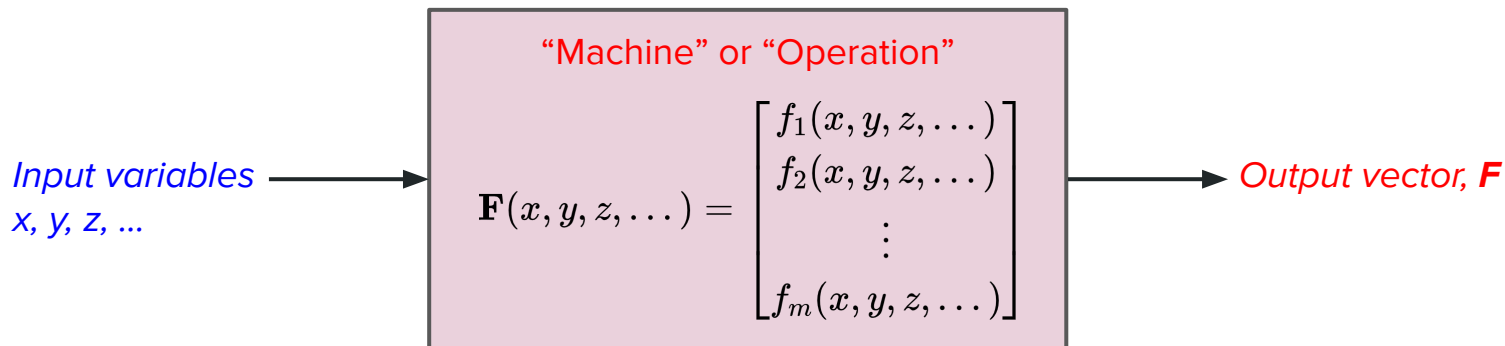 “Machine” or “Operation”
Input variables
x, y, z, ...
F(x, y, z, . . . ) =
f₁(x, y, z, . . . )
f₂(x, y, z, . . . )
⋮
fₘ(x, y, z, . . . )
Output vector, F